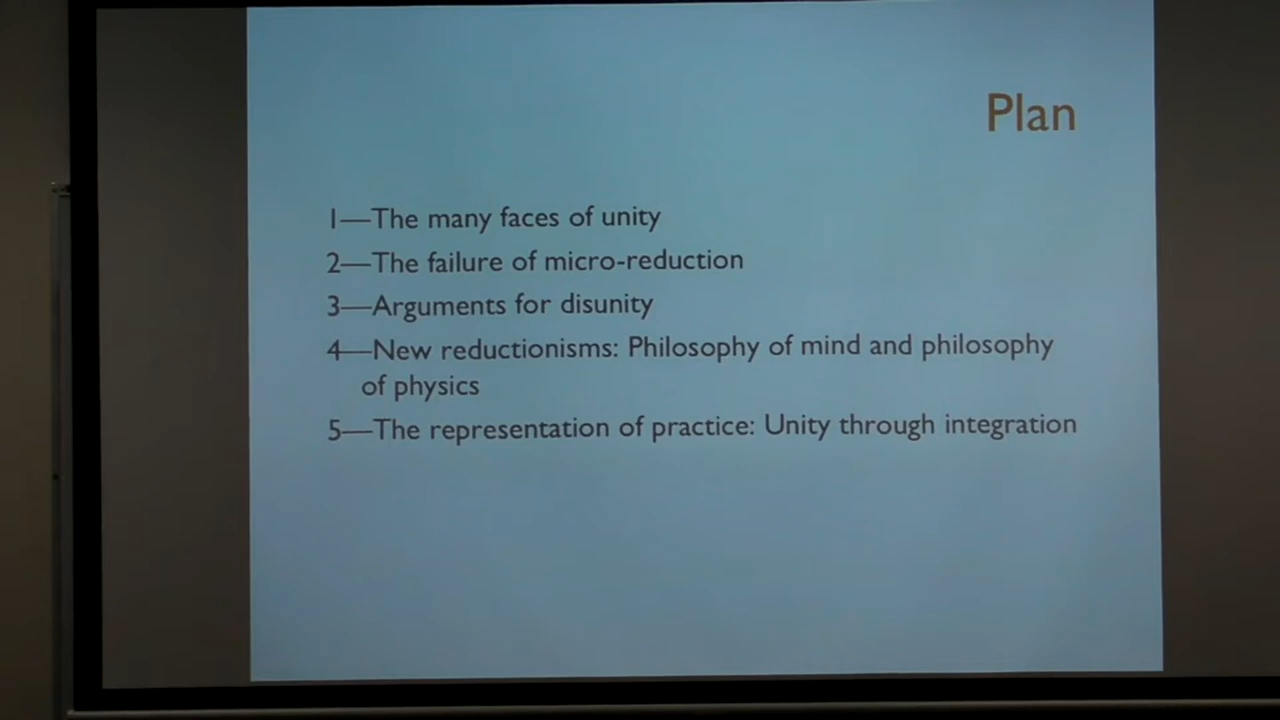 Plan
1—The many faces of unity
2—The failure of micro-reduction
3—Arguments for disunity
4—New reductionisms: Philosophy of mind and philosophy
of physics
5—The representation of practice: Unity through integration